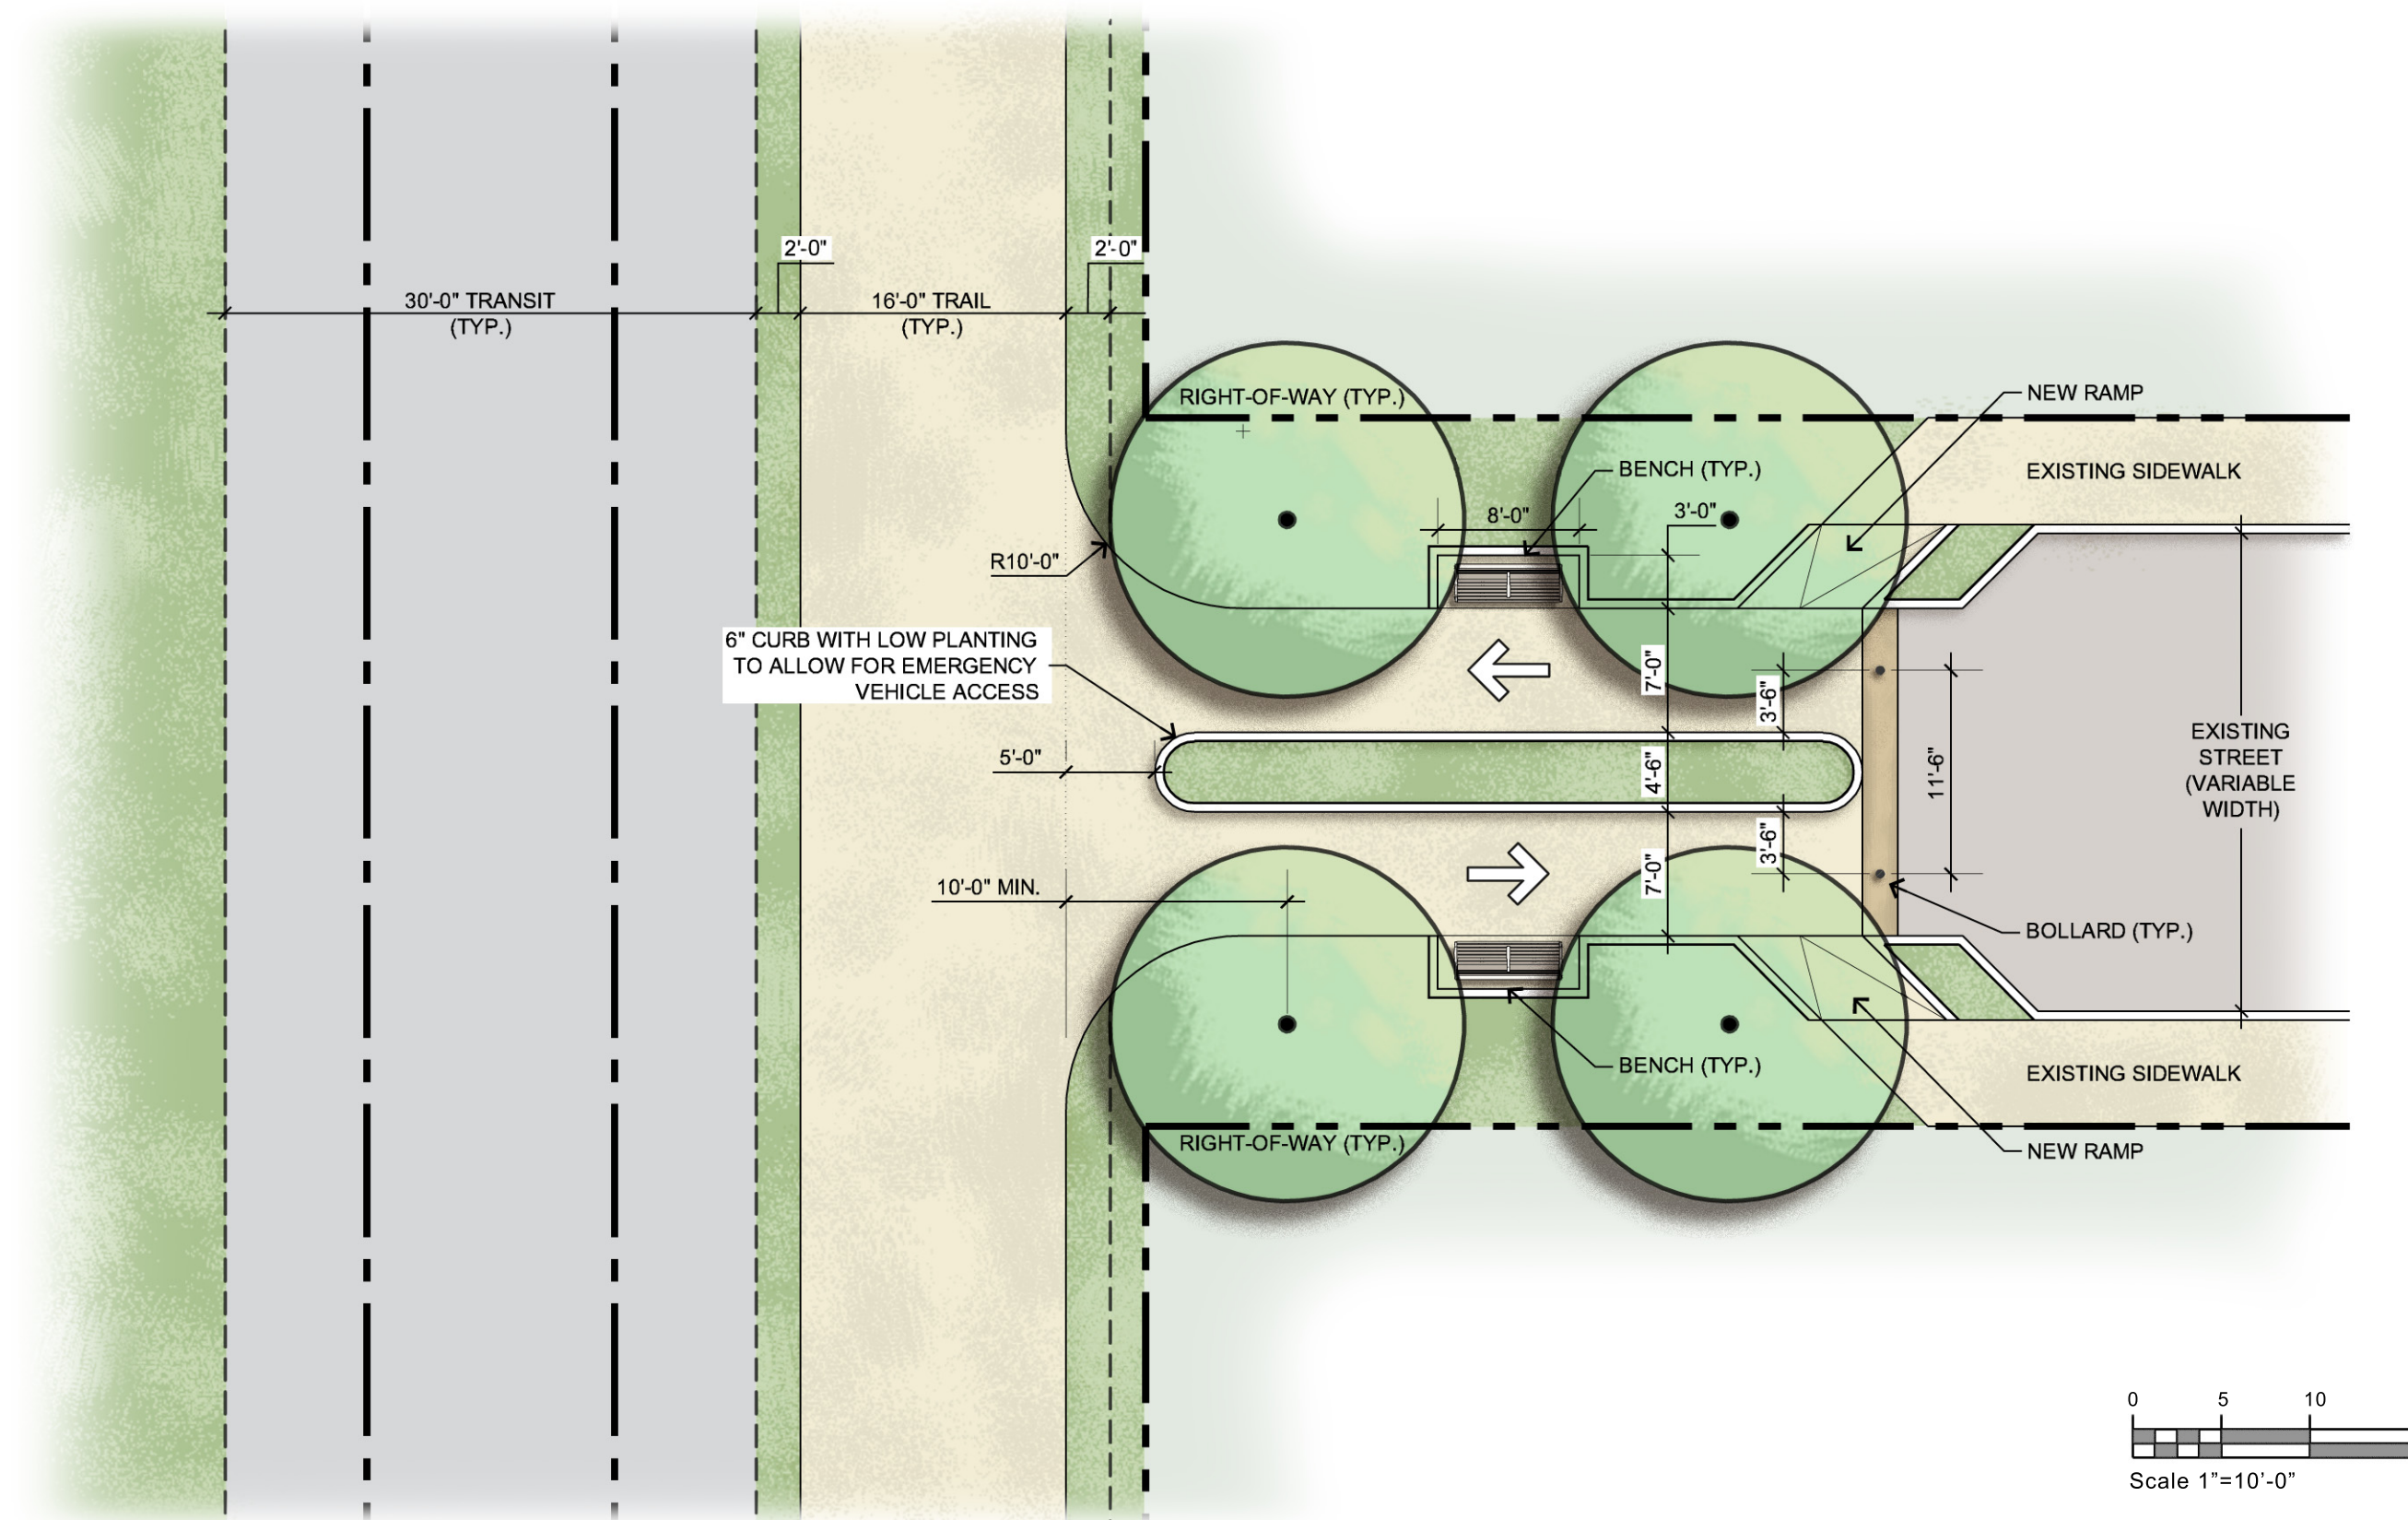 2'-0"
2'-0"
30'-0" TRANSIT
(TYP.)
16'-0" TRAIL
(TYP.)
RIGHT-OF-WAY (TYP.)
NEW RAMP
BENCH (TYP.)
EXISTING SIDEWALK
8'-0"
3'-0"
R10'-0"
6" CURB WITH LOW PLANTING
TO ALLOW FOR EMERGENCY
VEHICLE ACCESS
7'-0"
3'-6"
5'-0"
4'-6"
11'-6"
EXISTING
STREET
(VARIABLE
WIDTH)
3'-6"
7'-0"
10'-0" MIN.
BOLLARD (TYP.)
BENCH (TYP.)
EXISTING SIDEWALK
RIGHT-OF-WAY (TYP.)
NEW RAMP
0 5 10
Scale 1”=10’-0”